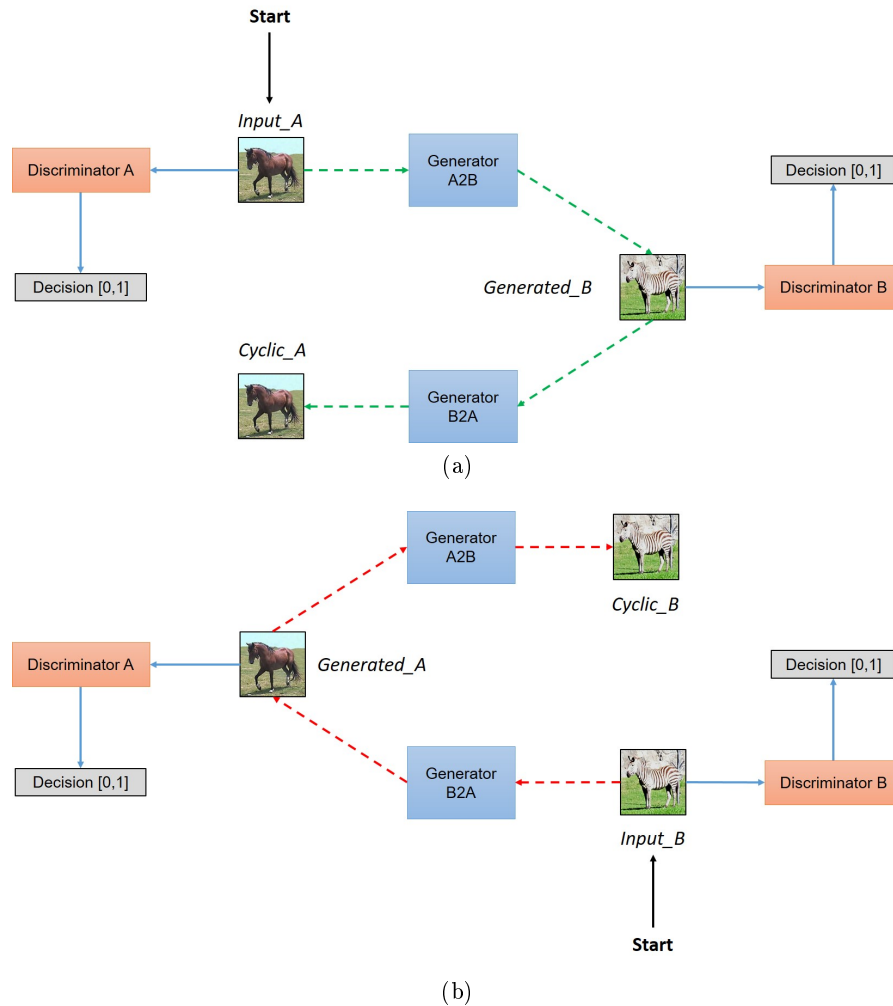 Start
Input_A
Discriminator A
Generator
A2B
Decision [0,1]
Decision [0,1]
Generated_B
Discriminator B
Cyclic_A
Generator
B2A
(a)
Generator
A2B
Cyclic_B
Discriminator A
Generated_A
Decision [0,1]
Decision [0,1]
Generator
B2A
Discriminator B
Input_B
Start
(b)